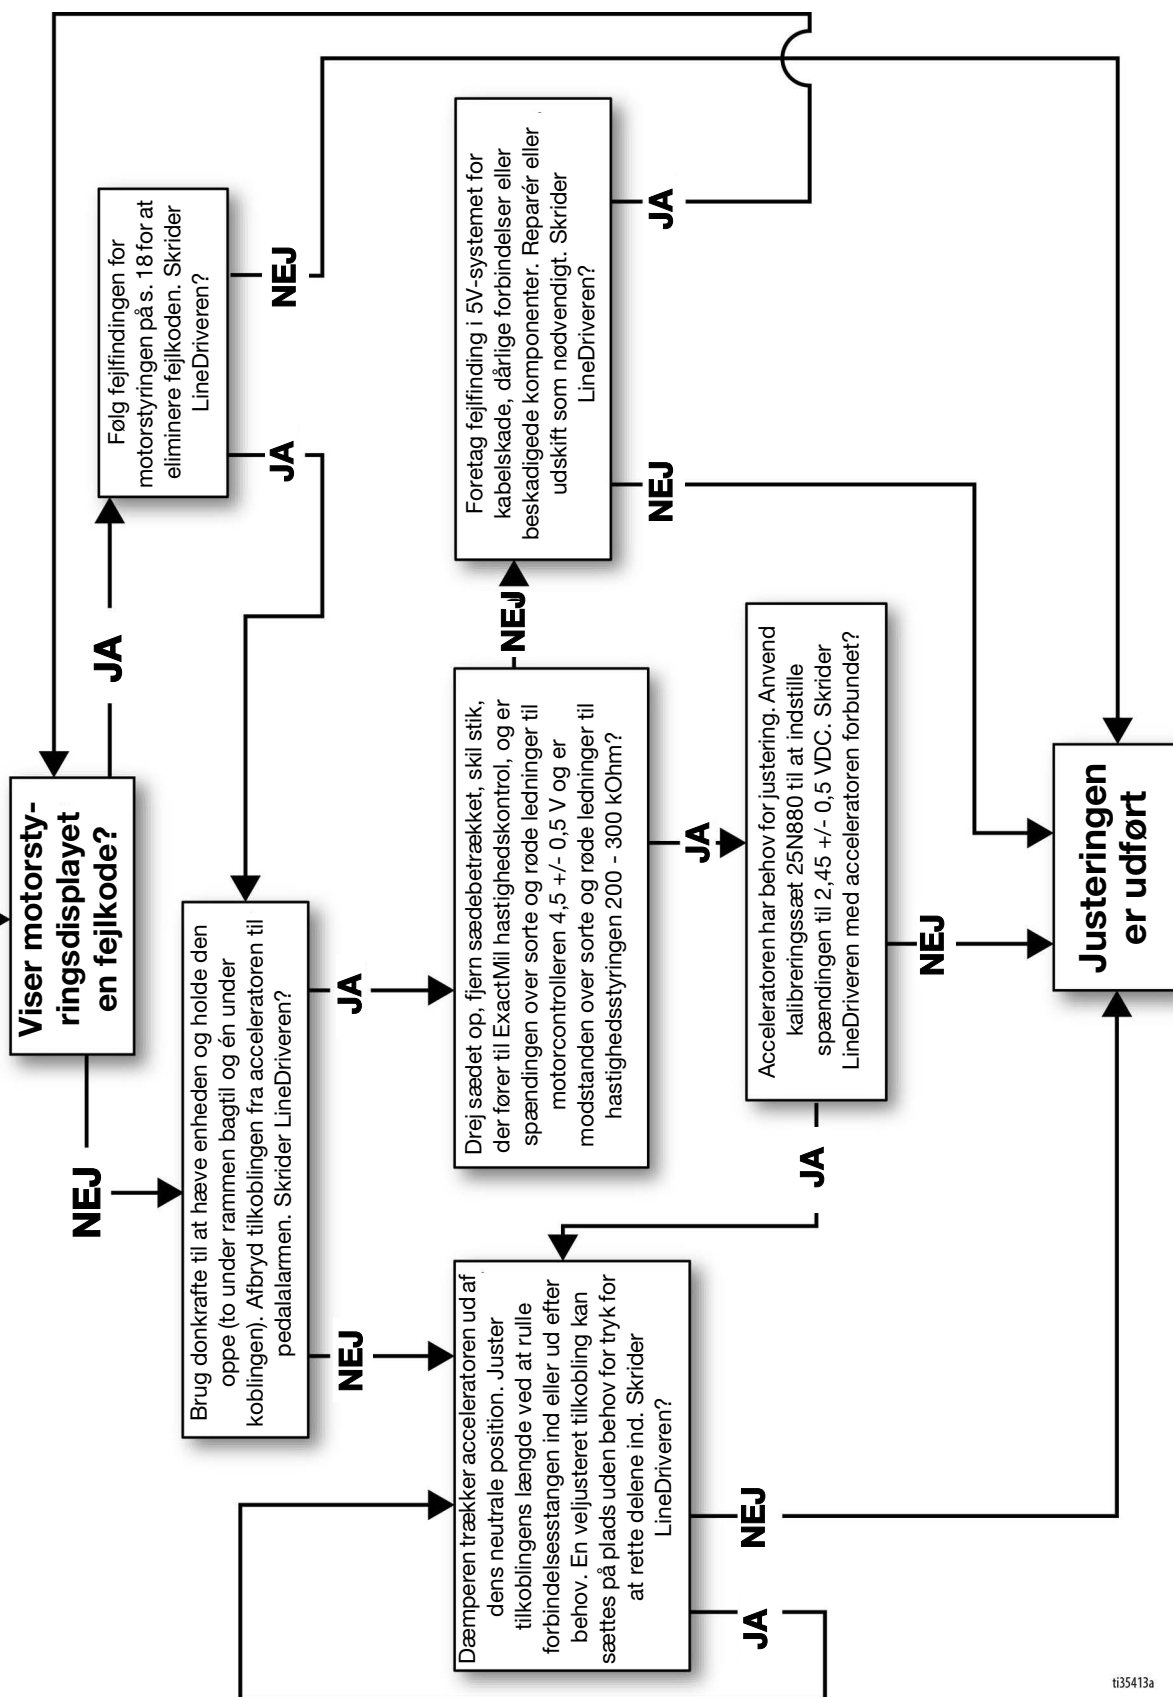 Viser motorsty-
ringsdisplayet
en fejlkode?
JA
NEJ
Følg fejlfindingen for
motorstyringen på s. 18 for at
eliminere fejlkoden. Skrider
LineDriveren?
JA
NEJ
Brug donkrafte til at hæve enheden og holde den
oppe (to under rammen bagtil og én under
koblingen). Afbryd tilkoblingen fra acceleratoren til
pedalalarmen. Skrider LineDriveren?
NEJ
JA
Dæmperen trækker acceleratoren ud af
dens neutrale position. Juster
tilkoblingens længde ved at rulle
forbindelsesstangen ind eller ud efter
behov. En veljusteret tilkobling kan
sættes på plads uden behov for tryk for
at rette delene ind. Skrider
LineDriveren?
JA
NEJ
Drej sædet op, fjern sædebetrækket, skil stik,
der fører til ExactMil hastighedskontrol, og er
spændingen over sorte og røde ledninger til
motorcontrolleren 4,5 +/- 0,5 V og er
modstanden over sorte og røde ledninger til
hastighedsstyringen 200 - 300 kOhm?
NEJ
JA
Foretag fejlfinding i 5V-systemet for
kabelskade, dårlige forbindelser eller
beskadigede komponenter. Reparér eller
udskift som nødvendigt. Skrider
LineDriveren?
NEJ
JA
Acceleratoren har behov for justering. Anvend
kalibreringssæt 25N880 til at indstille
spændingen til 2,45 +/- 0,5 VDC. Skrider
LineDriveren med acceleratoren forbundet?
JA
NEJ
Justeringen
er udført
ti35413a